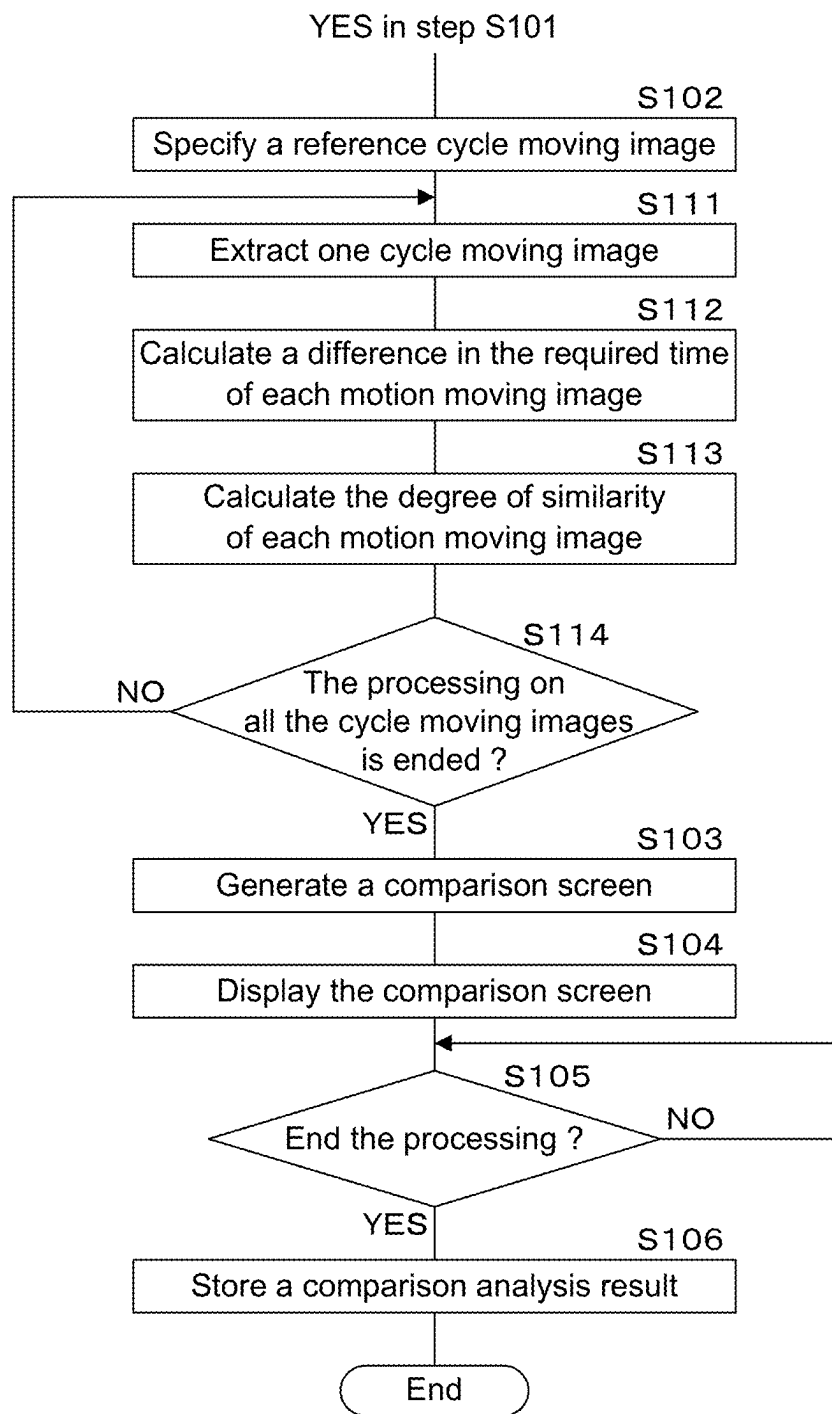 YES in step S101
S102
Specify a reference cycle moving image
S111
Extract one cycle moving image
S112
Calculate a difference in the required time
of each motion moving image
S113
Calculate the degree of similarity
of each motion moving image
S114
NO
The processing on
all the cycle moving images
is ended ?
YES
S103
Generate a comparison screen
S104
Display the comparison screen
S105
End the processing ?
NO
YES
S106
Store a comparison analysis result
End